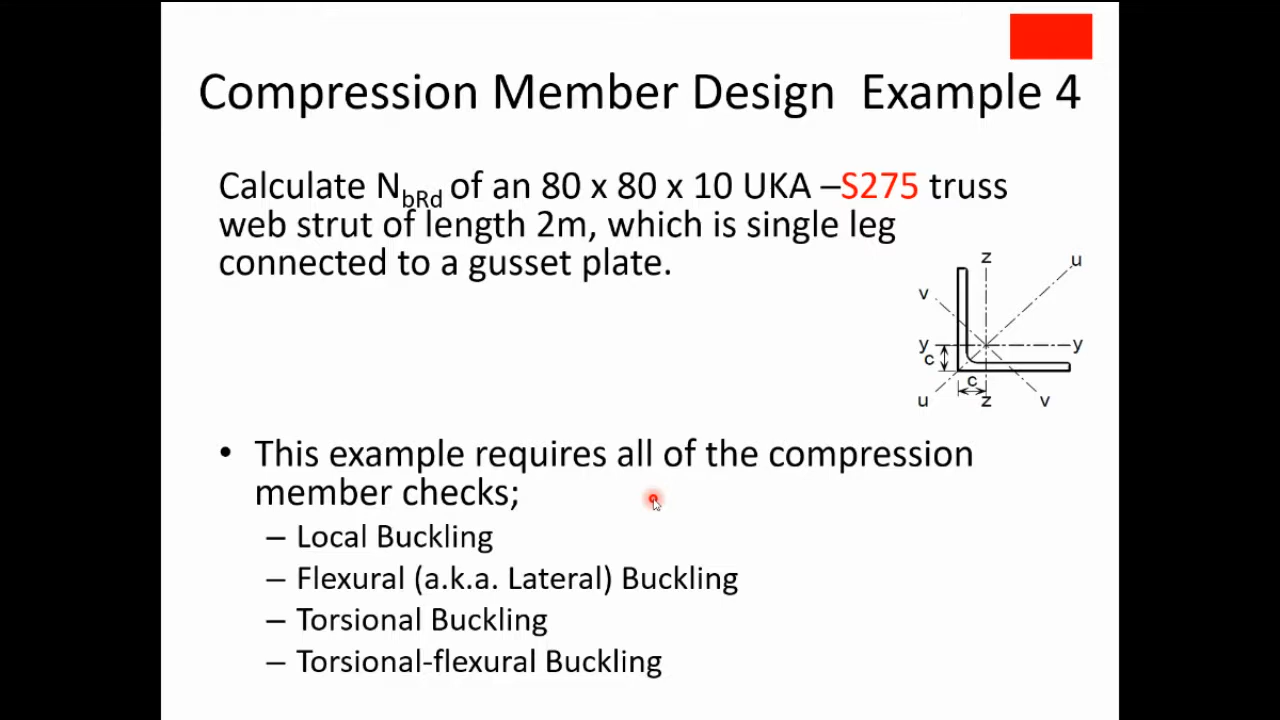 Compression Member Design Example 4
Calculate NbRd of an 80 x 80 x 10 UKA –S275 truss
web strut of length 2m, which is single leg
connected to a gusset plate.
z
u
v
y
y
c
c
u
z
v
• This example requires all of the compression
member checks;
– Local Buckling
– Flexural (a.k.a. Lateral) Buckling
– Torsional Buckling
– Torsional-flexural Buckling